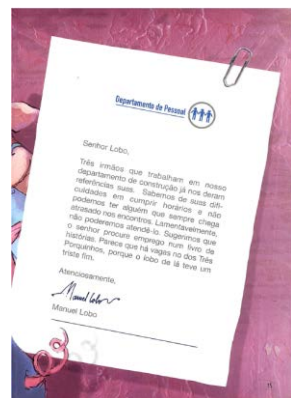 Departamento de Pessoal
Senhor Lobo,
Três irmãos que trabalham em nosso
departamento de construção já nos deram
referências suas. Sabemos de suas difi-
culdades em cumprir horários e não
podemos ter alguém que sempre chega
atrasado nos encontros. Lamentavelmente,
não poderemos atendê-lo. Sugerimos que
o senhor procure emprego num livro de
histórias. Parece que há vagas no dos Três
Porquinhos, porque o lobo de lá teve um
triste fim.
Atenciosamente,
Manuel Lobo
Manuel Lobo